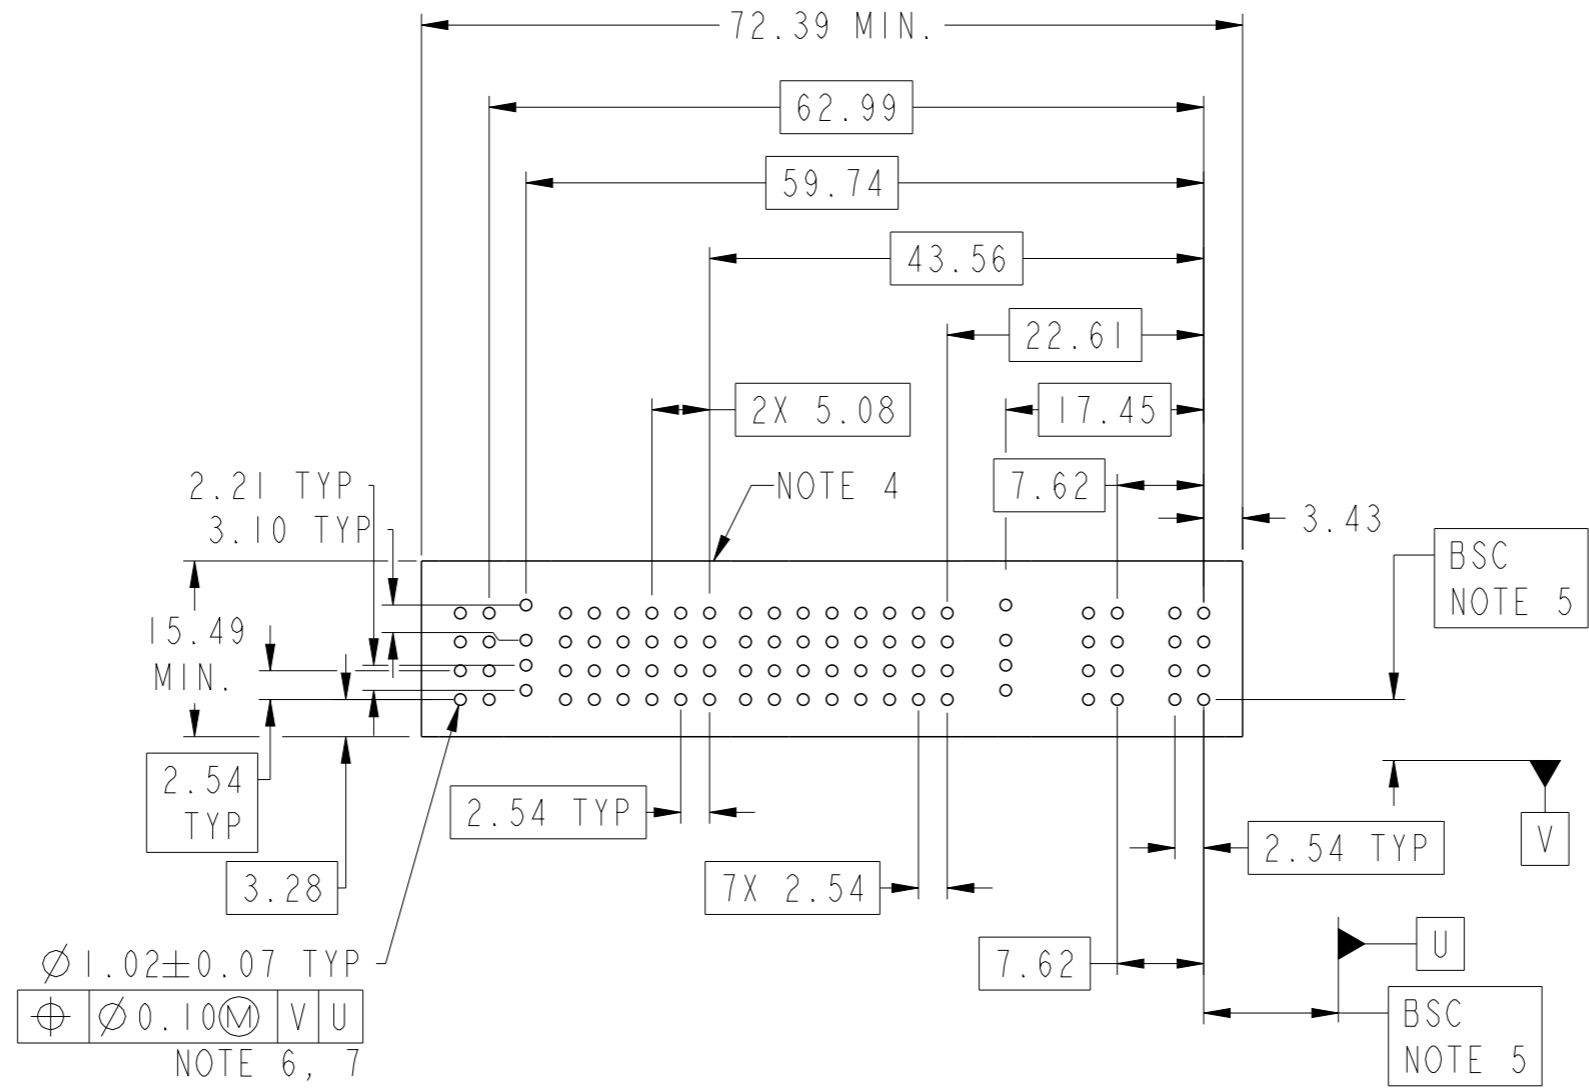 72.39 MIN.
62.99
59.74
43.56
22.61
2X 5.08
17.45
2.21 TYP
NOTE 4
7.62
3.10 TYP
3.43
BSC
NOTE 5
15.49
MIN.
2.54
TYP
2.54 TYP
2.54 TYP
V
3.28
7X 2.54
U
Ø1.02±0.07 TYP
7.62
⌖ Ø0.10Ⓜ V U
NOTE 6, 7
BSC
NOTE 5